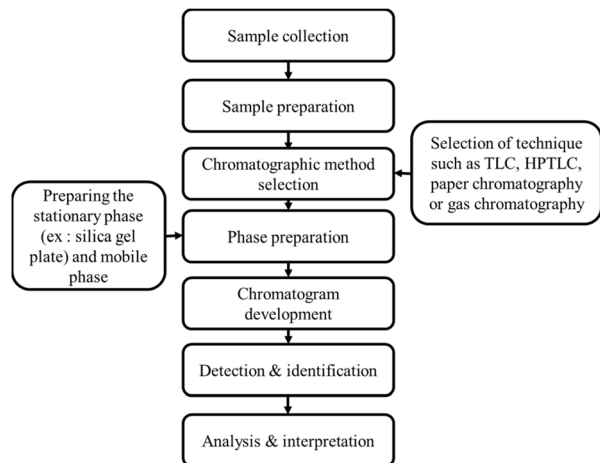 Sample collection
Sample preparation
Chromatographic method
selection
Selection of technique
such as TLC, HPTLC,
paper chromatography
or gas chromatography
Preparing the
stationary phase
(ex : silica gel
plate) and mobile
phase
Phase preparation
Chromatogram
development
Detection & identification
Analysis & interpretation